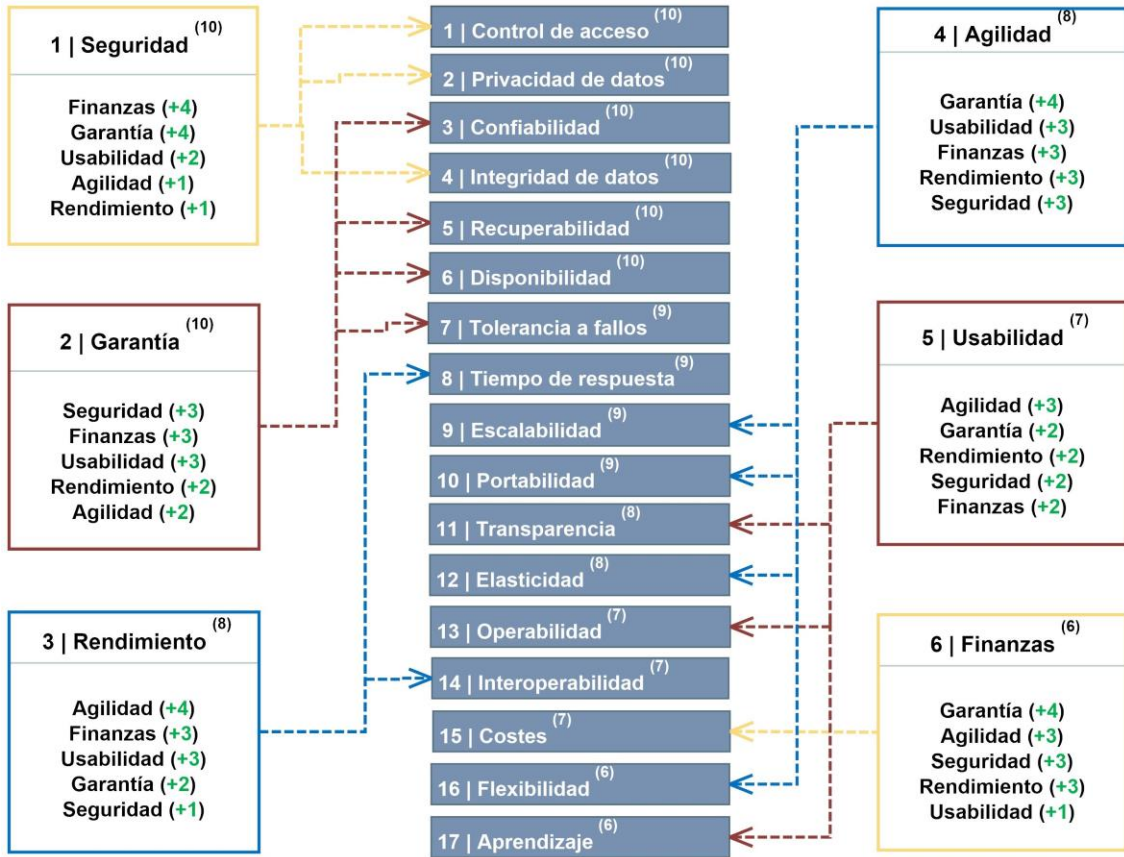 1 | Seguridad (10)
Finanzas (+4)
Garantía (+4)
Usabilidad (+2)
Agilidad (+1)
Rendimiento (+1)
2 | Garantía (10)
Seguridad (+3)
Finanzas (+3)
Usabilidad (+3)
Rendimiento (+2)
Agilidad (+2)
3 | Rendimiento (8)
Agilidad (+4)
Finanzas (+3)
Usabilidad (+3)
Garantía (+2)
Seguridad (+1)
1 | Control de acceso (10)
2 | Privacidad de datos (10)
3 | Confiabilidad (10)
4 | Integridad de datos (10)
5 | Recuperabilidad (10)
6 | Disponibilidad (10)
7 | Tolerancia a fallos (9)
8 | Tiempo de respuesta (9)
9 | Escalabilidad (9)
10 | Portabilidad (9)
11 | Transparencia (8)
12 | Elasticidad (8)
13 | Operabilidad (7)
14 | Interoperabilidad (7)
15 | Costes (7)
16 | Flexibilidad (6)
17 | Aprendizaje (6)
4 | Agilidad (8)
Garantía (+4)
Usabilidad (+3)
Finanzas (+3)
Rendimiento (+3)
Seguridad (+3)
5 | Usabilidad (7)
Agilidad (+3)
Garantía (+2)
Rendimiento (+2)
Seguridad (+2)
Finanzas (+2)
6 | Finanzas (6)
Garantía (+4)
Agilidad (+3)
Seguridad (+3)
Rendimiento (+3)
Usabilidad (+1)